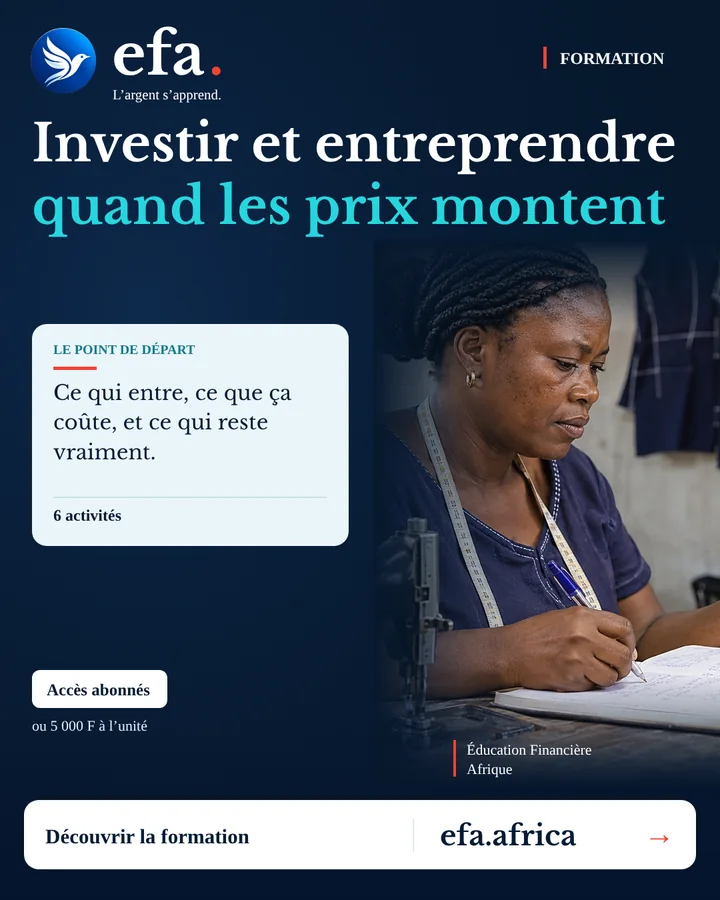 efa.
L’argent s’apprend.
FORMATION
Investir et entreprendre
quand les prix montent
LE POINT DE DÉPART
Ce qui entre, ce que ça
coûte, et ce qui reste
vraiment.
6 activités
Accès abonnés
ou 5 000 F à l’unité
Éducation Financière
Afrique
Découvrir la formation
efa.africa →